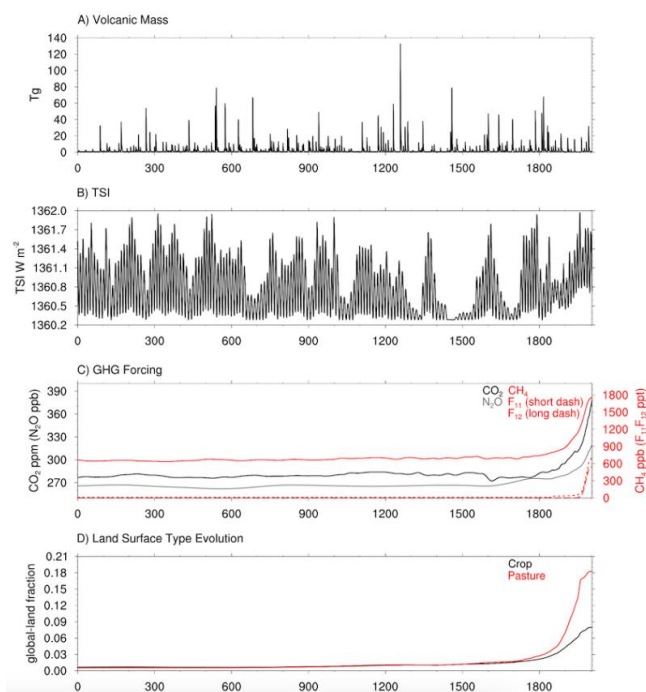 A) Volcanic Mass
140
120
100
80
60
40
20
0
Tg
0 300 600 900 1200 1500 1800
B) TSI
1362.0
1361.7
1361.4
1361.1
1360.8
1360.5
1360.2
TSI W m-2
0 300 600 900 1200 1500 1800
C) GHG Forcing
390
360
330
300
270
CO2 ppm (N2O ppb)
CO2 CH4
N2O F11 (short dash)
F12 (long dash)
1800
1500
1200
900
600
300
0
CH4 ppb (F11F12 ppt)
0 300 600 900 1200 1500 1800
D) Land Surface Type Evolution
0.21
0.18
0.15
0.12
0.09
0.06
0.03
0.00
global-land fraction
Crop
Pasture
0 300 600 900 1200 1500 1800